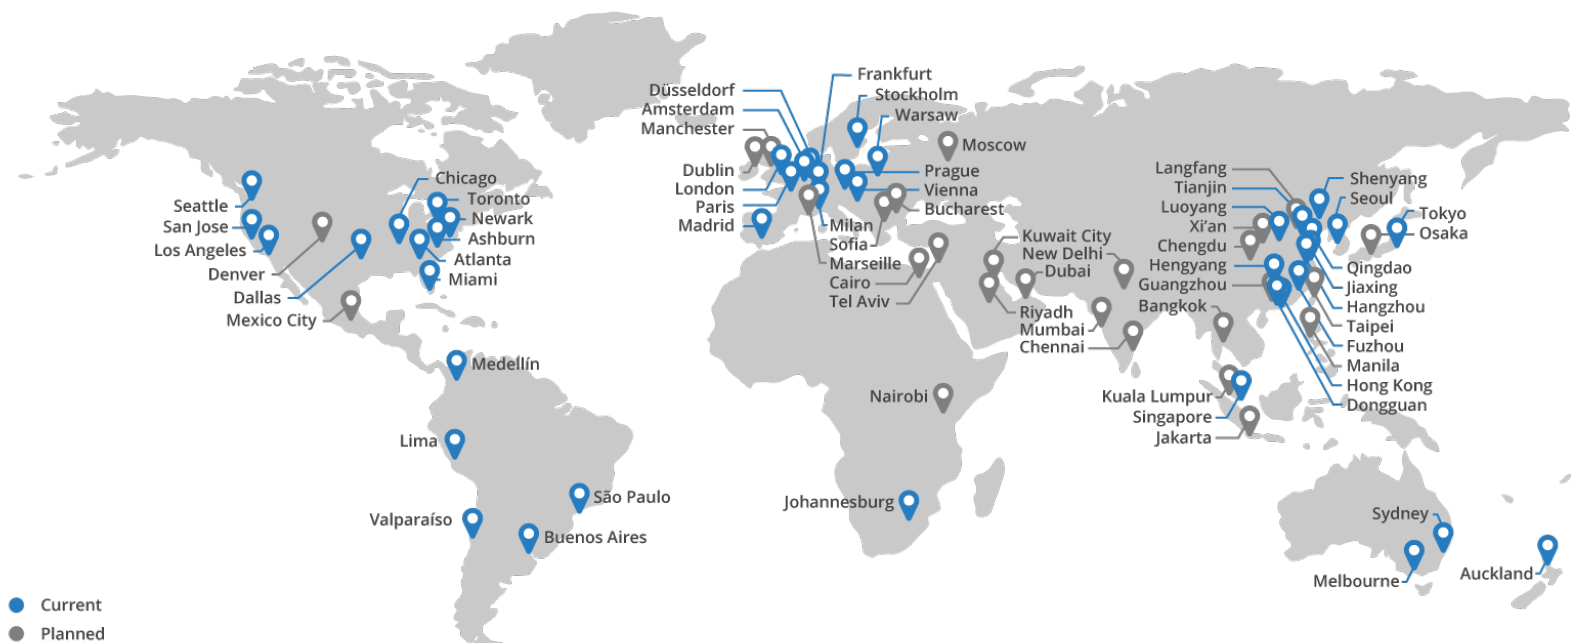 Seattle
San Jose
Los Angeles
Denver
Dallas
Mexico City
Chicago
Toronto
Newark
Ashburn
Atlanta
Miami
Medellín
Lima
São Paulo
Valparaíso
Buenos Aires
Düsseldorf
Amsterdam
Manchester
Dublin
London
Paris
Madrid
Frankfurt
Stockholm
Warsaw
Moscow
Prague
Vienna
Bucharest
Milan
Sofia
Marseille
Cairo
Tel Aviv
Kuwait City
New Delhi
Dubai
Riyadh
Mumbai
Chennai
Nairobi
Johannesburg
Langfang
Tianjin
Luoyang
Xi'an
Chengdu
Hengyang
Guangzhou
Bangkok
Shenyang
Seoul
Tokyo
Osaka
Qingdao
Jiaxing
Hangzhou
Taipei
Fuzhou
Manila
Hong Kong
Dongguan
Kuala Lumpur
Singapore
Jakarta
Sydney
Melbourne
Auckland
Current
Planned